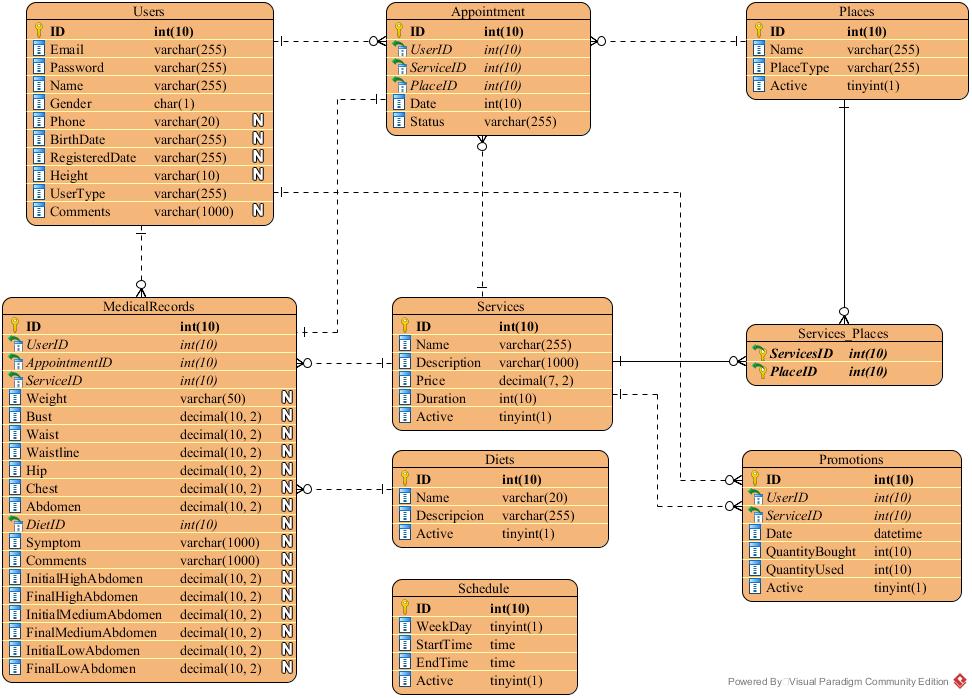 Users
ID int(10)
Email varchar(255)
Password varchar(255)
Name varchar(255)
Gender char(1)
Phone varchar(20) N
BirthDate varchar(255) N
RegisteredDate varchar(255) N
Height varchar(10) N
UserType varchar(255)
Comments varchar(1000) N
Appointment
ID int(10)
UserID int(10)
ServiceID int(10)
PlaceID int(10)
Date int(10)
Status varchar(255)
Places
ID int(10)
Name varchar(255)
PlaceType varchar(255)
Active tinyint(1)
MedicalRecords
ID int(10)
UserID int(10)
AppointmentID int(10)
ServiceID int(10)
Weight varchar(50) N
Bust decimal(10, 2) N
Waist decimal(10, 2) N
Waistline decimal(10, 2) N
Hip decimal(10, 2) N
Chest decimal(10, 2) N
Abdomen decimal(10, 2) N
DietID int(10) N
Symptom varchar(1000) N
Comments varchar(1000) N
InitialHighAbdomen decimal(10, 2) N
FinalHighAbdomen decimal(10, 2) N
InitialMediumAbdomen decimal(10, 2) N
FinalMediumAbdomen decimal(10, 2) N
InitialLowAbdomen decimal(10, 2) N
FinalLowAbdomen decimal(10, 2) N
Services
ID int(10)
Name varchar(255)
Description varchar(1000)
Price decimal(7, 2)
Duration int(10)
Active tinyint(1)
Services_Places
ServicesID int(10)
PlaceID int(10)
Diets
ID int(10)
Name varchar(20)
Descripcion varchar(255)
Active tinyint(1)
Promotions
ID int(10)
UserID int(10)
ServiceID int(10)
Date datetime
QuantityBought int(10)
QuantityUsed int(10)
Active tinyint(1)
Schedule
ID int(10)
WeekDay tinyint(1)
StartTime time
EndTime time
Active tinyint(1)
Powered By Visual Paradigm Community Edition